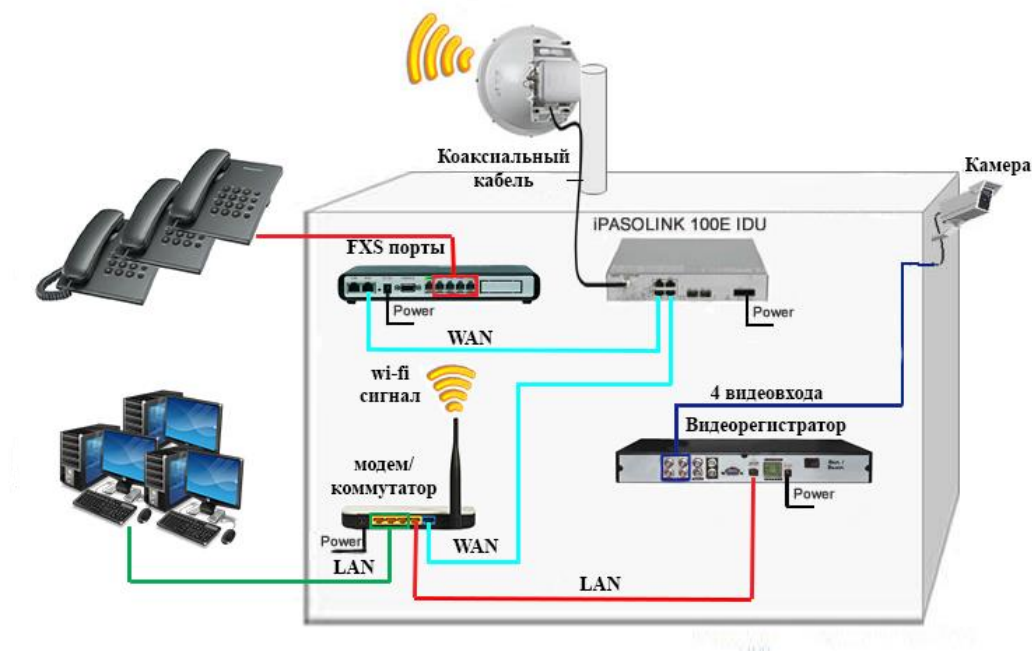 Коаксиальный
кабель
Камера
iPASOLINK 100E IDU
FXS порты
Power
Power
WAN
wi-fi
сигнал
4 видеовхода
Видеорегистратор
модем/
коммутатор
Power
Power
WAN
LAN
LAN